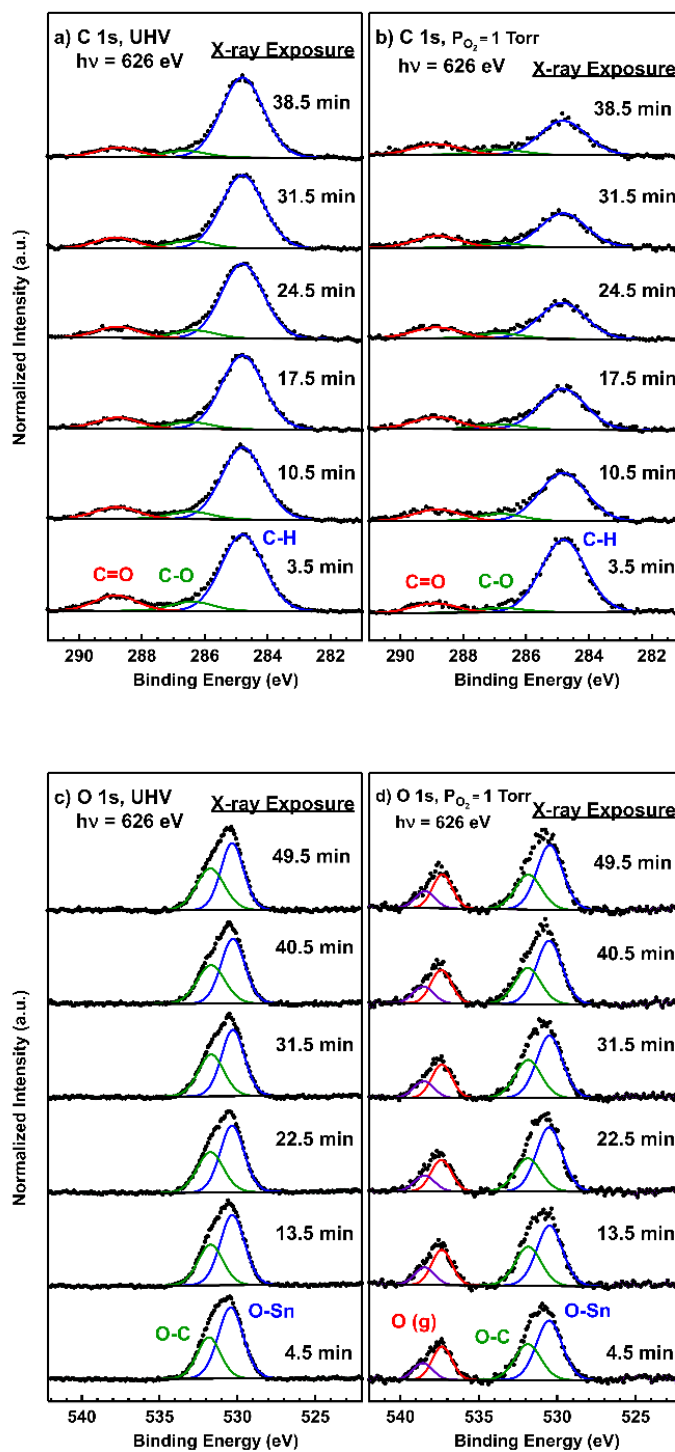 a) C 1s, UHV
hν = 626 eV
X-ray Exposure
38.5 min
31.5 min
24.5 min
17.5 min
10.5 min
C-H
C=O
C-O
3.5 min
290
288
286
284
282
Binding Energy (eV)
Normalized Intensity (a.u.)
b) C 1s, P_O₂ = 1 Torr
hν = 626 eV
X-ray Exposure
38.5 min
31.5 min
24.5 min
17.5 min
10.5 min
C-H
C=O
C-O
3.5 min
290
288
286
284
282
Binding Energy (eV)
c) O 1s, UHV
hν = 626 eV
X-ray Exposure
49.5 min
40.5 min
31.5 min
22.5 min
13.5 min
O-Sn
O-C
4.5 min
540
535
530
525
Binding Energy (eV)
Normalized Intensity (a.u.)
d) O 1s, P_O₂ = 1 Torr
hν = 626 eV
X-ray Exposure
49.5 min
40.5 min
31.5 min
22.5 min
13.5 min
O-Sn
O (g)
O-C
4.5 min
540
535
530
525
Binding Energy (eV)